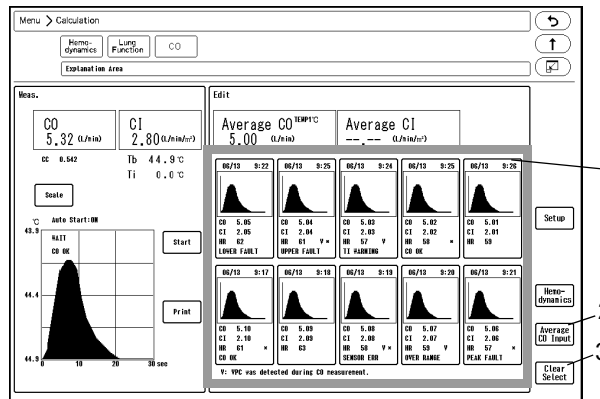 Menu > Calculation
Hemo-
dynamics
Lung
Function
CO
Explanation Area
Meas.
CO
5.32 (L/min)
CI
2.80 (L/min/m²)
CC 0.542
Tb 44.9℃
Ti 0.0℃
Scale
℃ Auto Start:ON
43.9
WAIT
CO OK
44.4
44.9
0 10 20 30 sec
Start
Print
Edit
Average CO TEMP1℃
5.00 (L/min)
Average CI
--.-- (L/min/m²)
06/13 9:22
CO 5.05
CI 2.05
HR 62
LOWER FAULT
06/13 9:25
CO 5.04
CI 2.04
HR 61 V *
UPPER FAULT
06/13 9:24
CO 5.03
CI 2.03
HR 57 V
TI WARNING
06/13 9:25
CO 5.02
CI 2.02
HR 58 *
CO OK
06/13 9:26
CO 5.01
CI 2.01
HR 59
06/13 9:17
CO 5.10
CI 2.10
HR 61 *
CO OK
06/13 9:18
CO 5.09
CI 2.09
HR 63
06/13 9:19
CO 5.08
CI 2.08
HR 58 V *
SENSOR ERR
06/13 9:20
CO 5.07
CI 2.07
HR 59 V
OVER RANGE
06/13 9:21
CO 5.06
CI 2.06
HR 57 *
PEAK FAULT
V: VPC was detected during CO measurement.
Setup
Hemo-
dynamics
Average
CO Input
Clear
Select